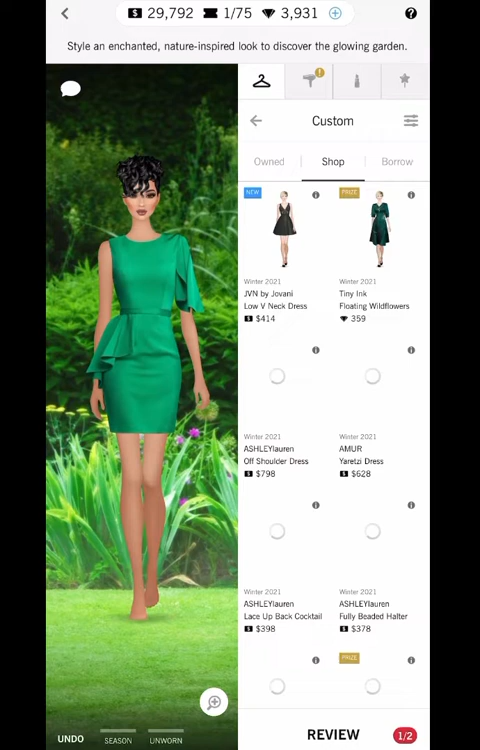 29,792 1/75 3,931
?
Style an enchanted, nature-inspired look to discover the glowing garden.
Custom
Owned Shop Borrow
NEW PRIZE
Winter 2021 Winter 2021
JVN by Jovani Tiny Ink
Low V Neck Dress Floating Wildflowers
$414 359
Winter 2021 Winter 2021
ASHLEYlauren AMUR
Off Shoulder Dress Yaretzi Dress
$798 $628
Winter 2021 Winter 2021
ASHLEYlauren ASHLEYlauren
Lace Up Back Cocktail Fully Beaded Halter
$398 $378
PRIZE
UNDO SEASON UNWORN REVIEW 1/2